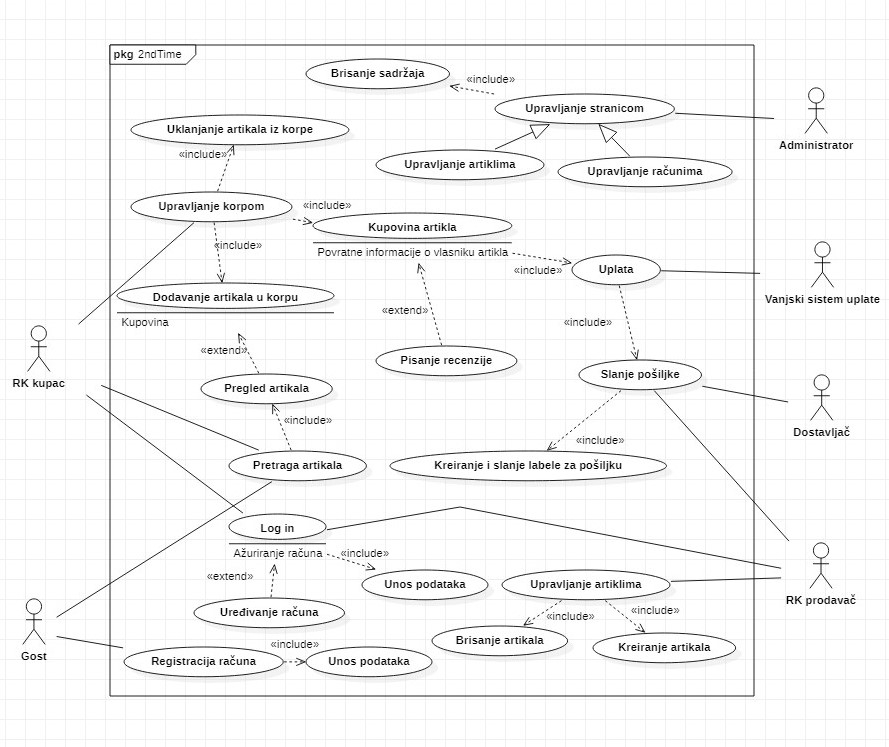 pkg 2ndTime
Brisanje sadržaja
«include»
Upravljanje stranicom
Administrator
Uklanjanje artikala iz korpe
«include»
Upravljanje artiklima
Upravljanje računima
Upravljanje korpom
«include»
Kupovina artikla
Povratne informacije o vlasniku artikla
«include»
«include»
Uplata
Vanjski sistem uplate
Dodavanje artikala u korpu
Kupovina
«extend»
«include»
«extend»
Pisanje recenzije
RK kupac
Pregled artikala
Slanje pošiljke
«include»
Dostavljač
«include»
Pretraga artikala
Kreiranje i slanje labele za pošiljku
Log in
Ažuriranje računa
«include»
«extend»
Unos podataka
Upravljanje artiklima
RK prodavač
Uređivanje računa
«include»
«include»
Brisanje artikala
Kreiranje artikala
Gost
«include»
Registracija računa
Unos podataka